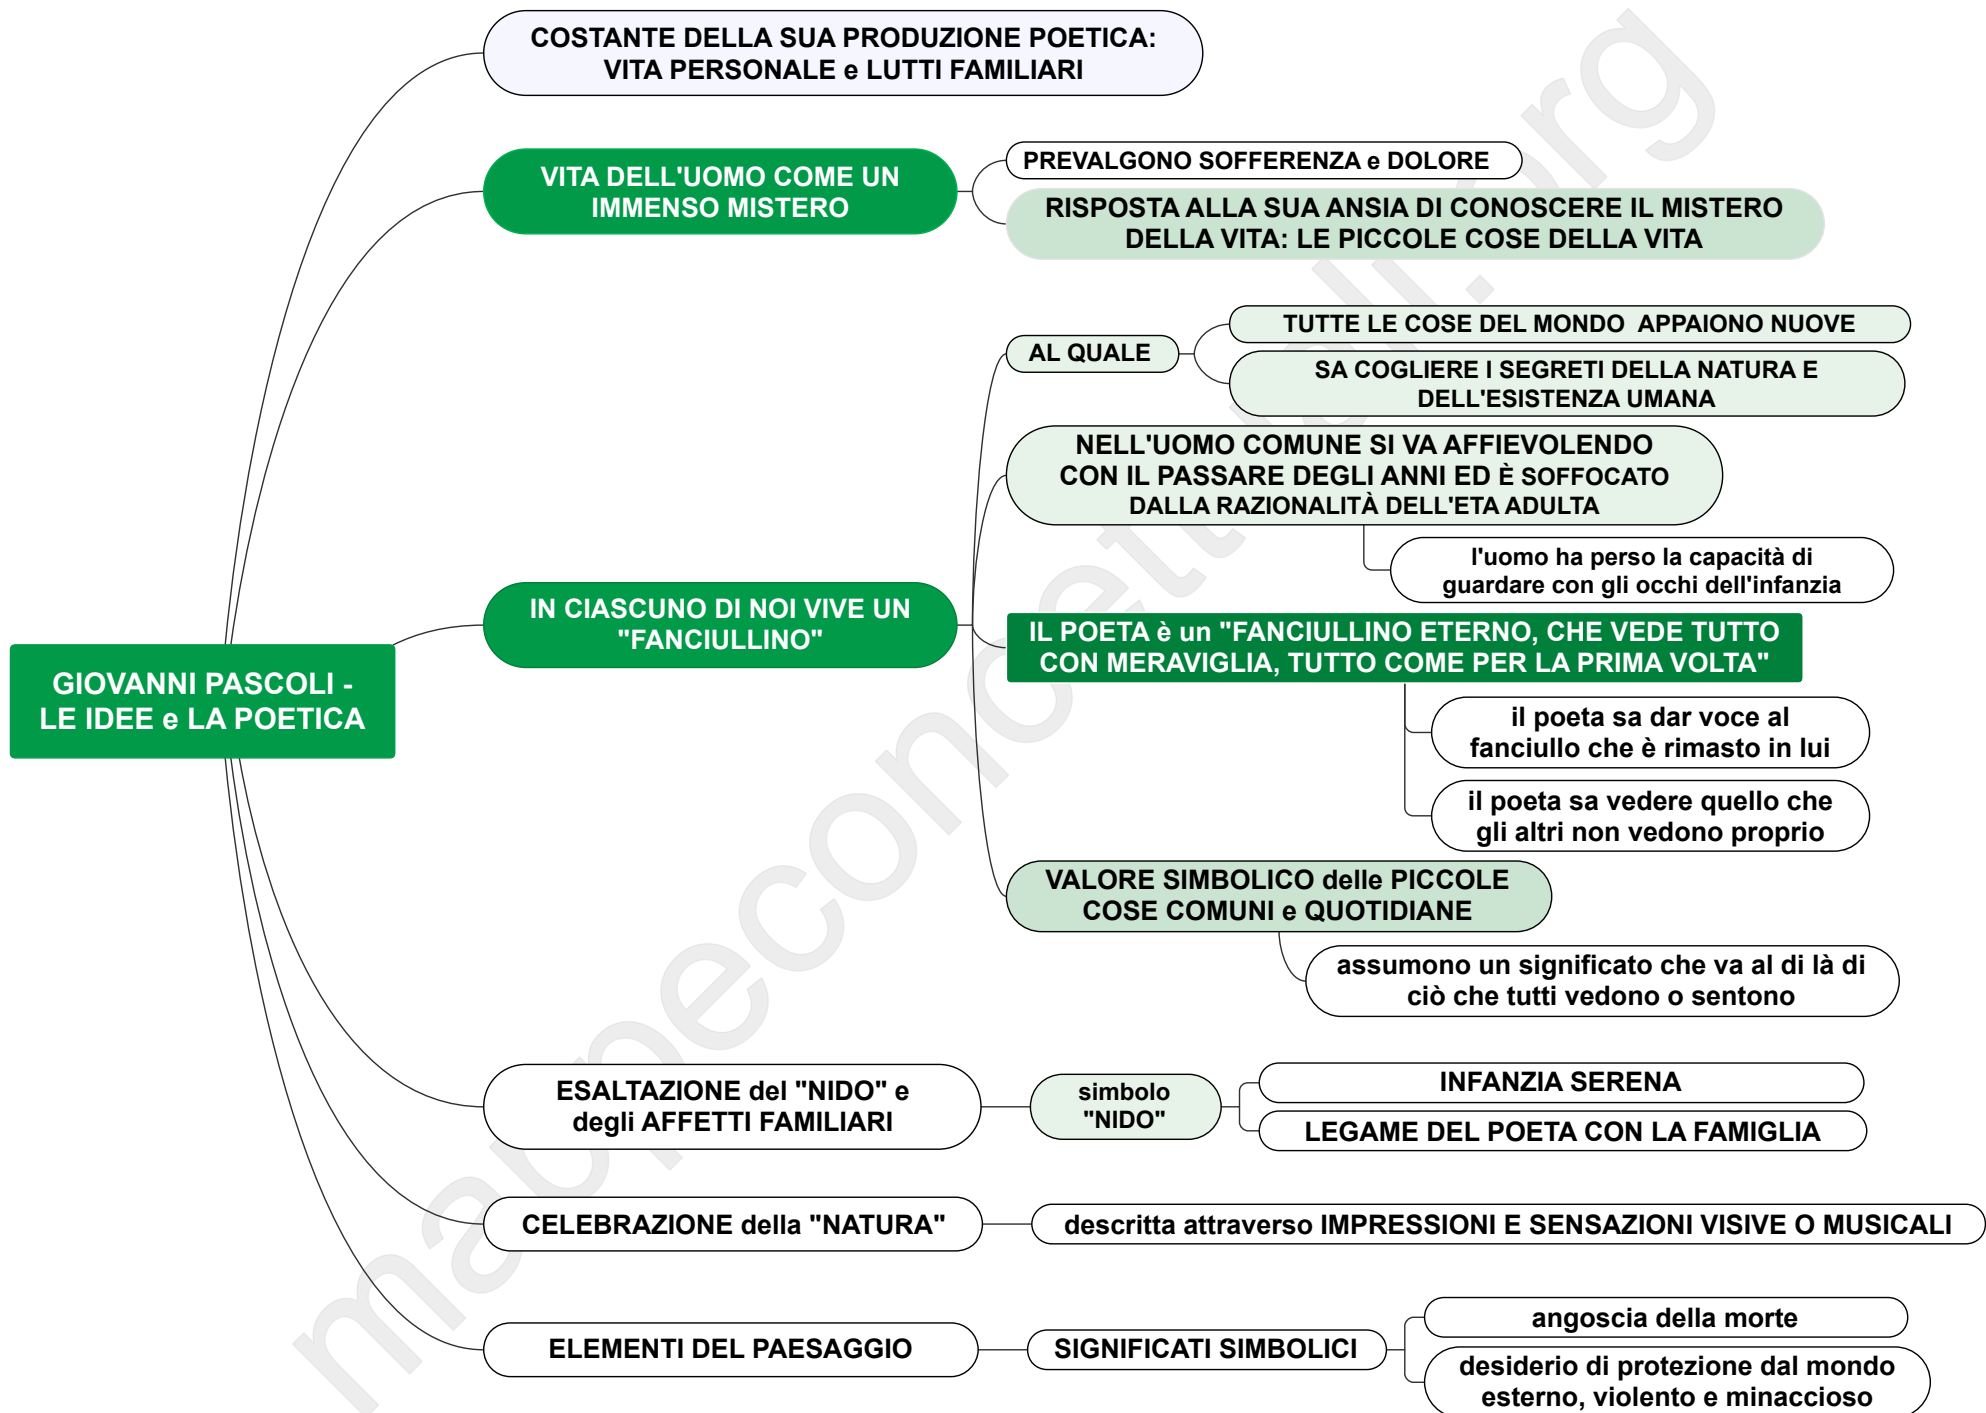 COSTANTE DELLA SUA PRODUZIONE POETICA:
VITA PERSONALE e LUTTI FAMILIARI
VITA DELL'UOMO COME UN
IMMENSO MISTERO
PREVALGONO SOFFERENZA e DOLORE
RISPOSTA ALLA SUA ANSIA DI CONOSCERE IL MISTERO
DELLA VITA: LE PICCOLE COSE DELLA VITA
GIOVANNI PASCOLI -
LE IDEE e LA POETICA
IN CIASCUNO DI NOI VIVE UN
"FANCIULLINO"
AL QUALE
TUTTE LE COSE DEL MONDO APPAIONO NUOVE
SA COGLIERE I SEGRETI DELLA NATURA E
DELL'ESISTENZA UMANA
NELL'UOMO COMUNE SI VA AFFIEVOLENDO
CON IL PASSARE DEGLI ANNI ED È SOFFOCATO
DALLA RAZIONALITÀ DELL'ETA ADULTA
l'uomo ha perso la capacità di
guardare con gli occhi dell'infanzia
IL POETA è un "FANCIULLINO ETERNO, CHE VEDE TUTTO
CON MERAVIGLIA, TUTTO COME PER LA PRIMA VOLTA"
il poeta sa dar voce al
fanciullo che è rimasto in lui
il poeta sa vedere quello che
gli altri non vedono proprio
VALORE SIMBOLICO delle PICCOLE
COSE COMUNI e QUOTIDIANE
assumono un significato che va al di là di
ciò che tutti vedono o sentono
ESALTAZIONE del "NIDO" e
degli AFFETTI FAMILIARI
simbolo
"NIDO"
INFANZIA SERENA
LEGAME DEL POETA CON LA FAMIGLIA
CELEBRAZIONE della "NATURA"
descritta attraverso IMPRESSIONI E SENSAZIONI VISIVE O MUSICALI
ELEMENTI DEL PAESAGGIO
SIGNIFICATI SIMBOLICI
angoscia della morte
desiderio di protezione dal mondo
esterno, violento e minaccioso
mappeconcettuali.org